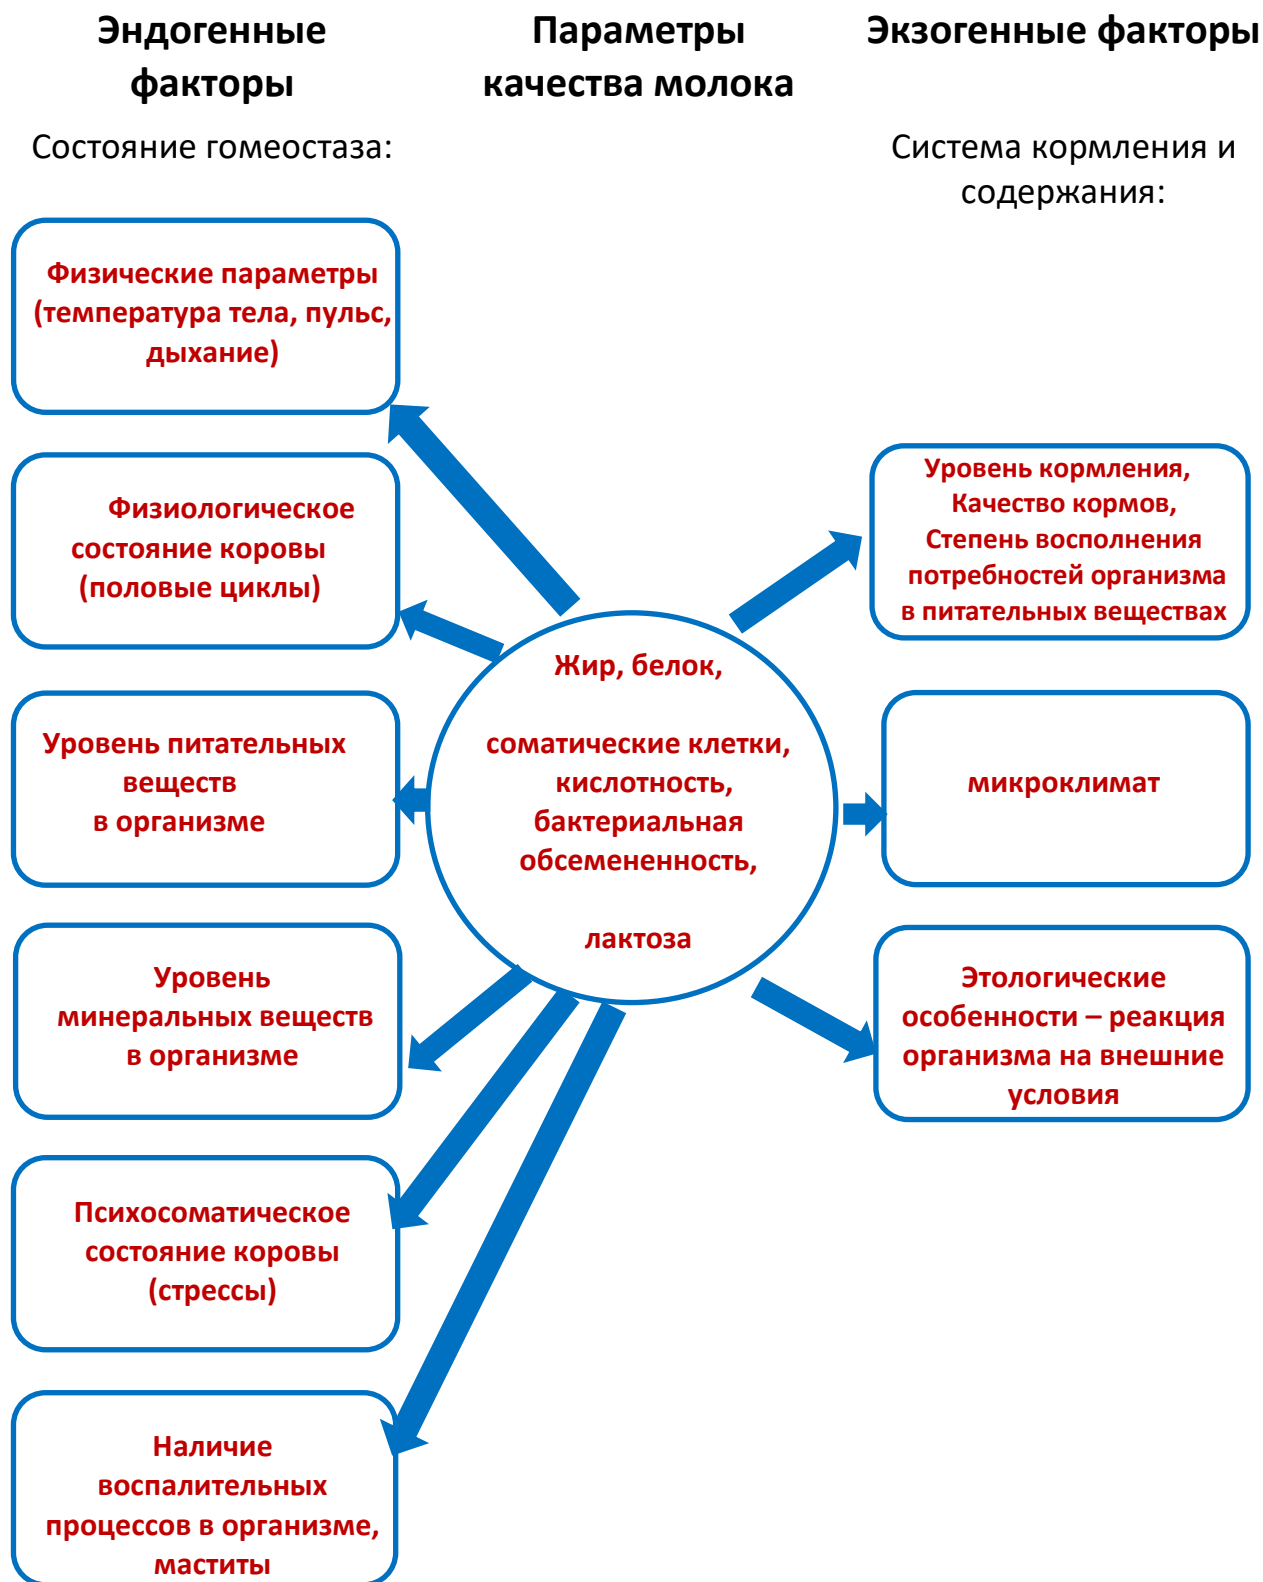 Эндогенные
факторы
Параметры
качества молока
Экзогенные факторы
Состояние гомеостаза:
Система кормления и
содержания:
Физические параметры
(температура тела, пульс,
дыхание)
Физиологическое
состояние коровы
(половые циклы)
Уровень питательных
веществ
в организме
Уровень
минеральных веществ
в организме
Психосоматическое
состояние коровы
(стрессы)
Наличие
воспалительных
процессов в организме,
маститы
Жир, белок,
соматические клетки,
кислотность,
бактериальная
обсемененность,
лактоза
Уровень кормления,
Качество кормов,
Степень восполнения
потребностей организма
в питательных веществах
микроклимат
Этологические
особенности – реакция
организма на внешние
условия